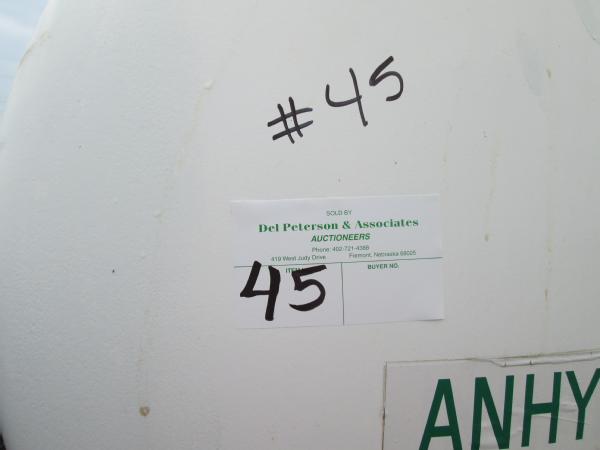 # 45
SOLD BY
Del Peterson & Associates
AUCTIONEERS
Phone: 402-721-4388
419 West Judy Drive Fremont, Nebraska 68025
BUYER NO.
45
ANHY